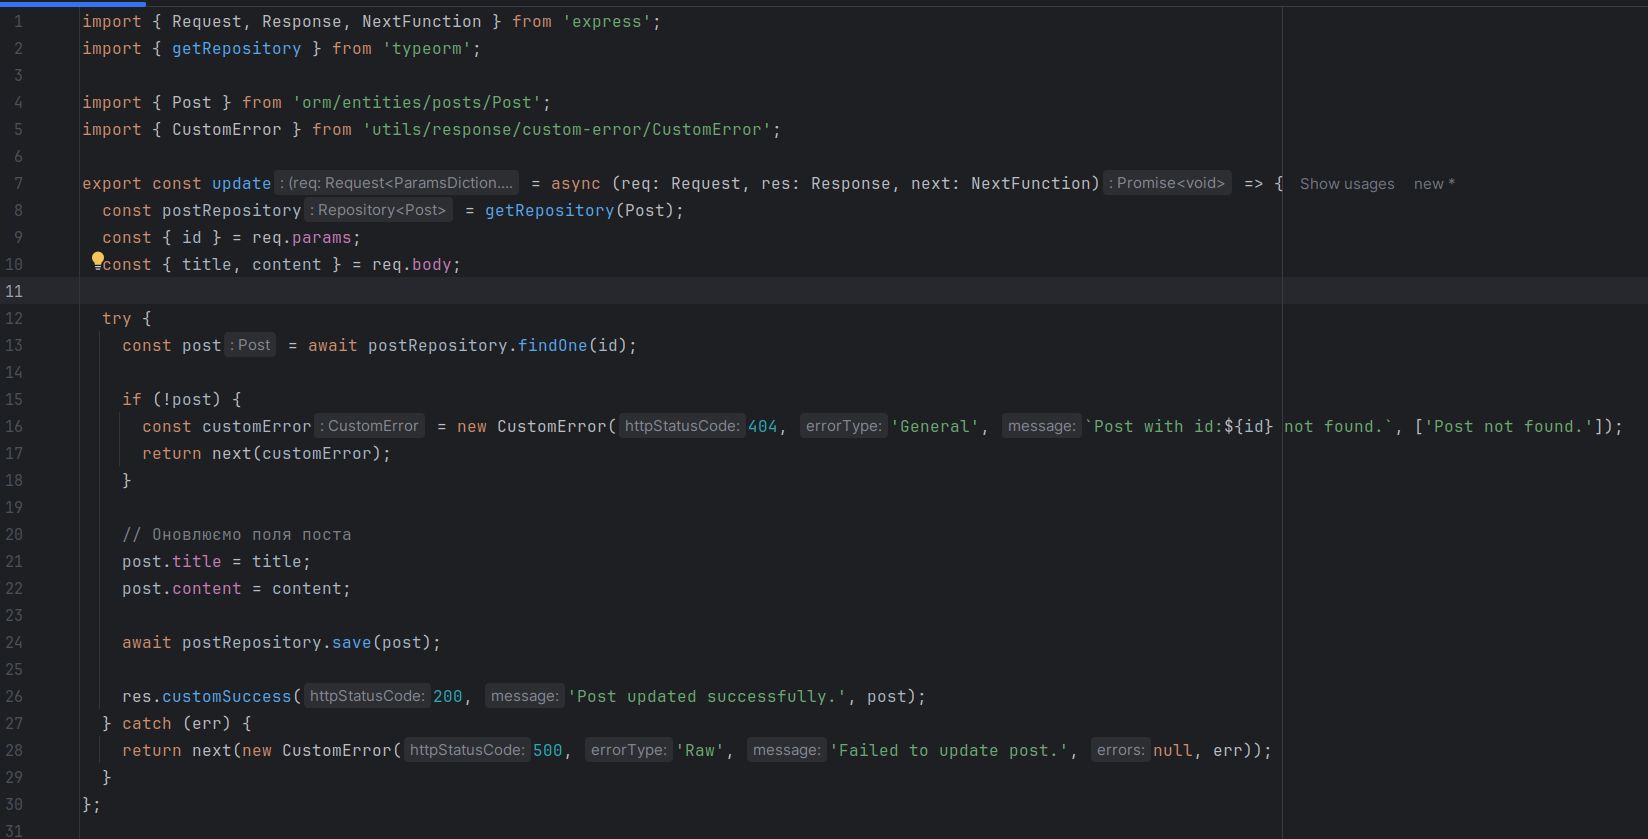 1 import { Request, Response, NextFunction } from 'express';
2 import { getRepository } from 'typeorm';
3
4 import { Post } from 'orm/entities/posts/Post';
5 import { CustomError } from 'utils/response/custom-error/CustomError';
6
7 export const update : (req: Request<ParamsDiction.... = async (req: Request, res: Response, next: NextFunction) : Promise<void> => { Show usages new *
8 const postRepository : Repository<Post> = getRepository(Post);
9 const { id } = req.params;
10 const { title, content } = req.body;
11
12 try {
13 const post : Post = await postRepository.findOne(id);
14
15 if (!post) {
16 const customError : CustomError = new CustomError( httpStatusCode: 404, errorType: 'General', message: `Post with id:${id} not found.`, ['Post not found.']);
17 return next(customError);
18 }
19
20 // Оновлюємо поля поста
21 post.title = title;
22 post.content = content;
23
24 await postRepository.save(post);
25
26 res.customSuccess( httpStatusCode: 200, message: 'Post updated successfully.', post);
27 } catch (err) {
28 return next(new CustomError( httpStatusCode: 500, errorType: 'Raw', message: 'Failed to update post.', errors: null, err));
29 }
30 };
31